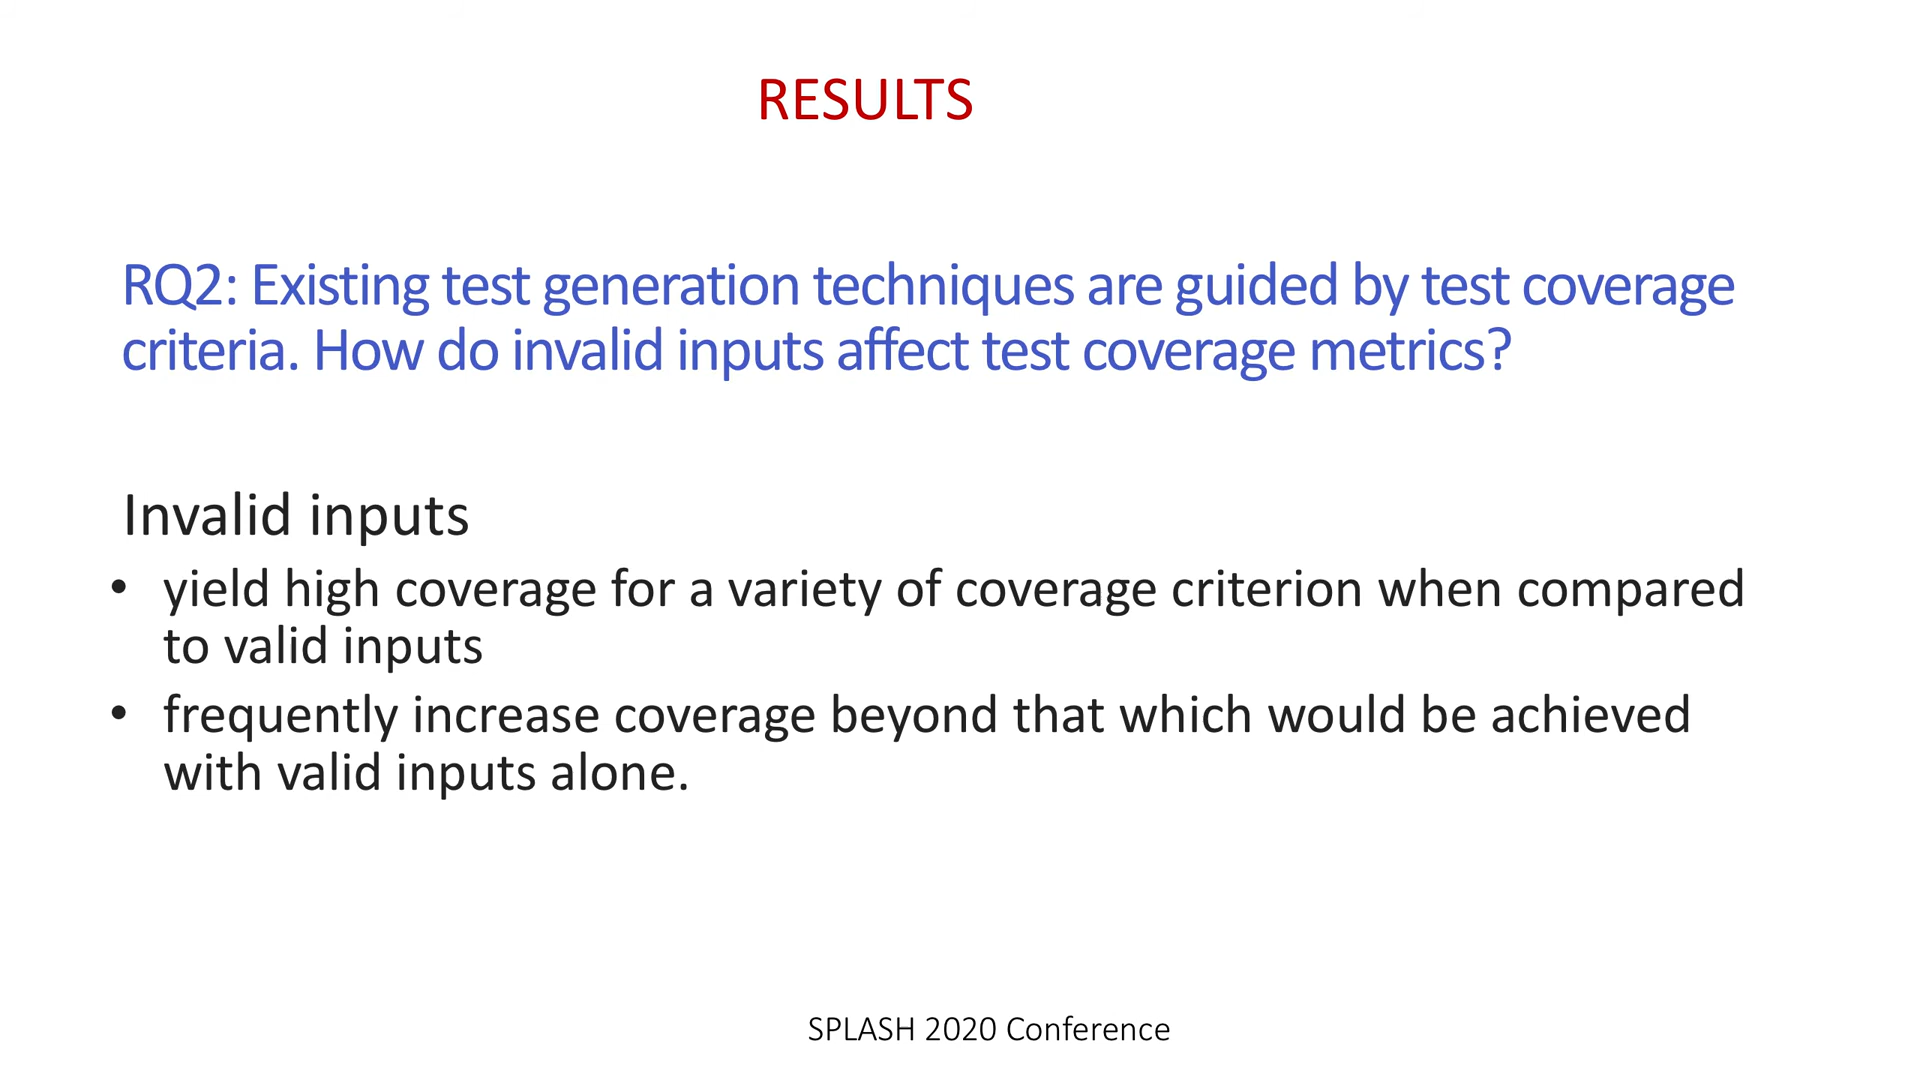 RESULTS
RQ2: Existing test generation techniques are guided by test coverage
criteria. How do invalid inputs affect test coverage metrics?
Invalid inputs
• yield high coverage for a variety of coverage criterion when compared
to valid inputs
• frequently increase coverage beyond that which would be achieved
with valid inputs alone.
SPLASH 2020 Conference